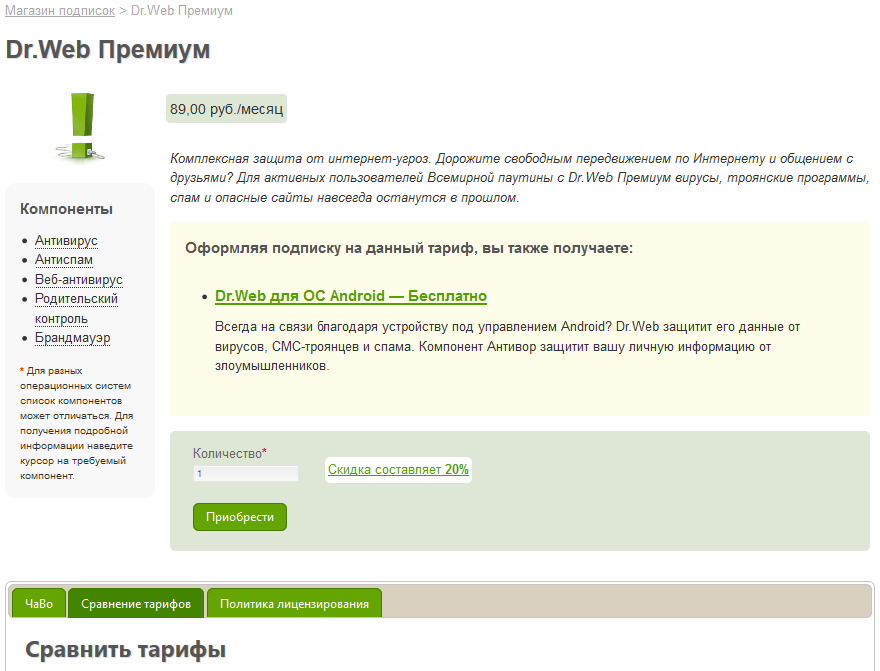 Магазин подписок > Dr.Web Премиум
Dr.Web Премиум
89,00 руб./месяц
Комплексная защита от интернет-угроз. Дорожите свободным передвижением по Интернету и общением с
друзьями? Для активных пользователей Всемирной паутины с Dr.Web Премиум вирусы, троянские программы,
спам и опасные сайты навсегда останутся в прошлом.
Компоненты
Антивирус
Антиспам
Веб-антивирус
Родительский
контроль
Брандмауэр
* Для разных
операционных систем
список компонентов
может отличаться. Для
получения подробной
информации наведите
курсор на требуемый
компонент.
Оформляя подписку на данный тариф, вы также получаете:
Dr.Web для ОС Android — Бесплатно
Всегда на связи благодаря устройству под управлением Android? Dr.Web защитит его данные от
вирусов, СМС-троянцев и спама. Компонент Антивор защитит вашу личную информацию от
злоумышленников.
Количество*
1
Скидка составляет 20%
Приобрести
ЧаВо
Сравнение тарифов
Политика лицензирования
Сравнить тарифы